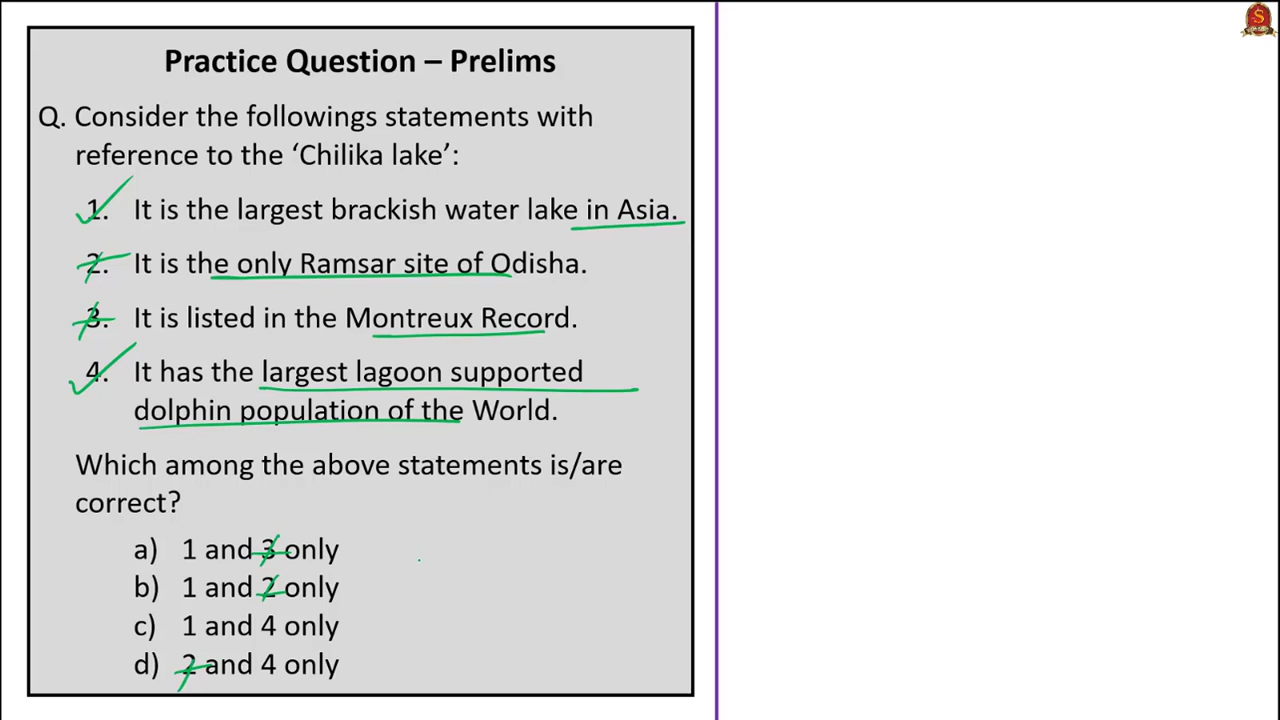 Practice Question – Prelims
Q. Consider the followings statements with
reference to the ‘Chilika lake’:
1. It is the largest brackish water lake in Asia.
2. It is the only Ramsar site of Odisha.
3. It is listed in the Montreux Record.
4. It has the largest lagoon supported
dolphin population of the World.
Which among the above statements is/are
correct?
a) 1 and 3 only
b) 1 and 2 only
c) 1 and 4 only
d) 2 and 4 only